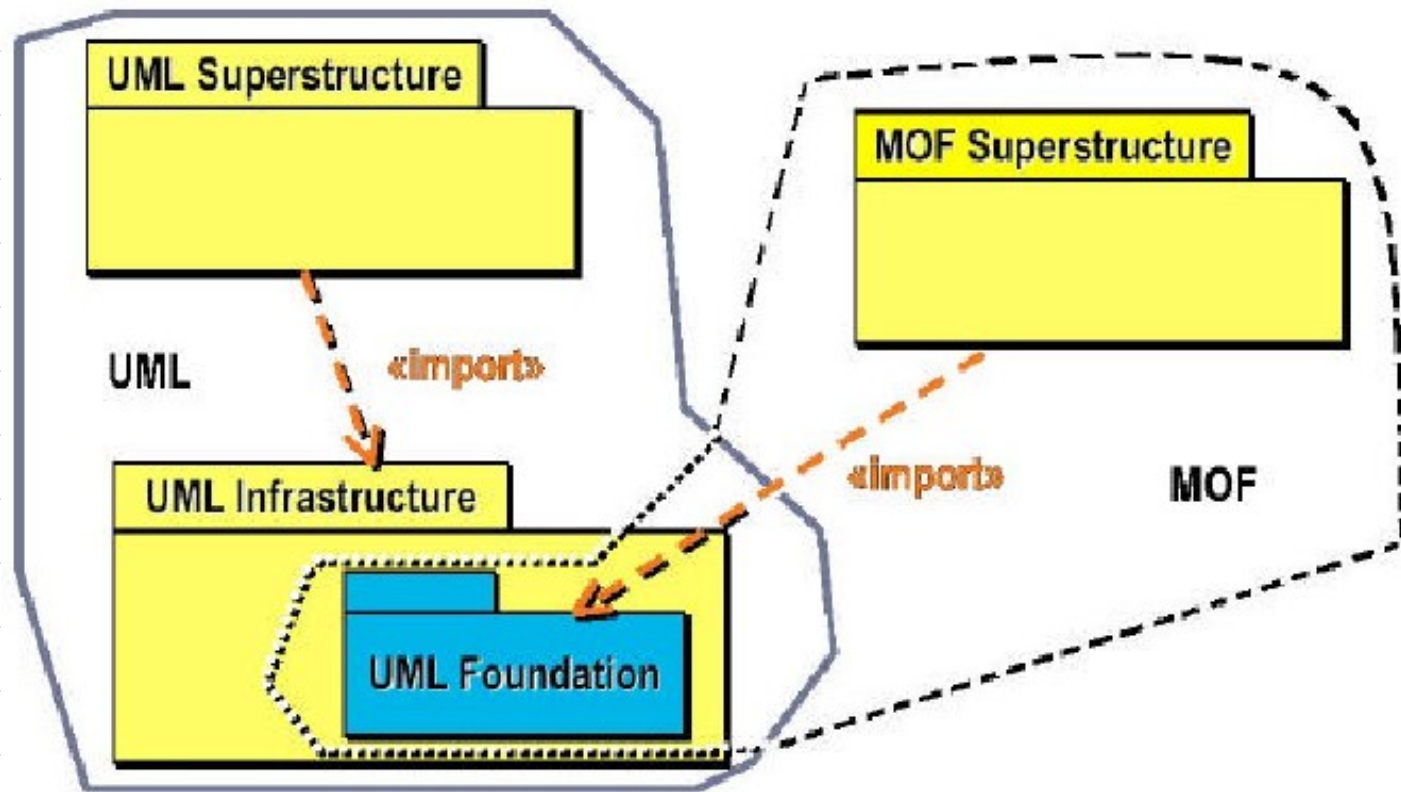 UML Superstructure
MOF Superstructure
UML
«import»
«import»
MOF
UML Infrastructure
UML Foundation